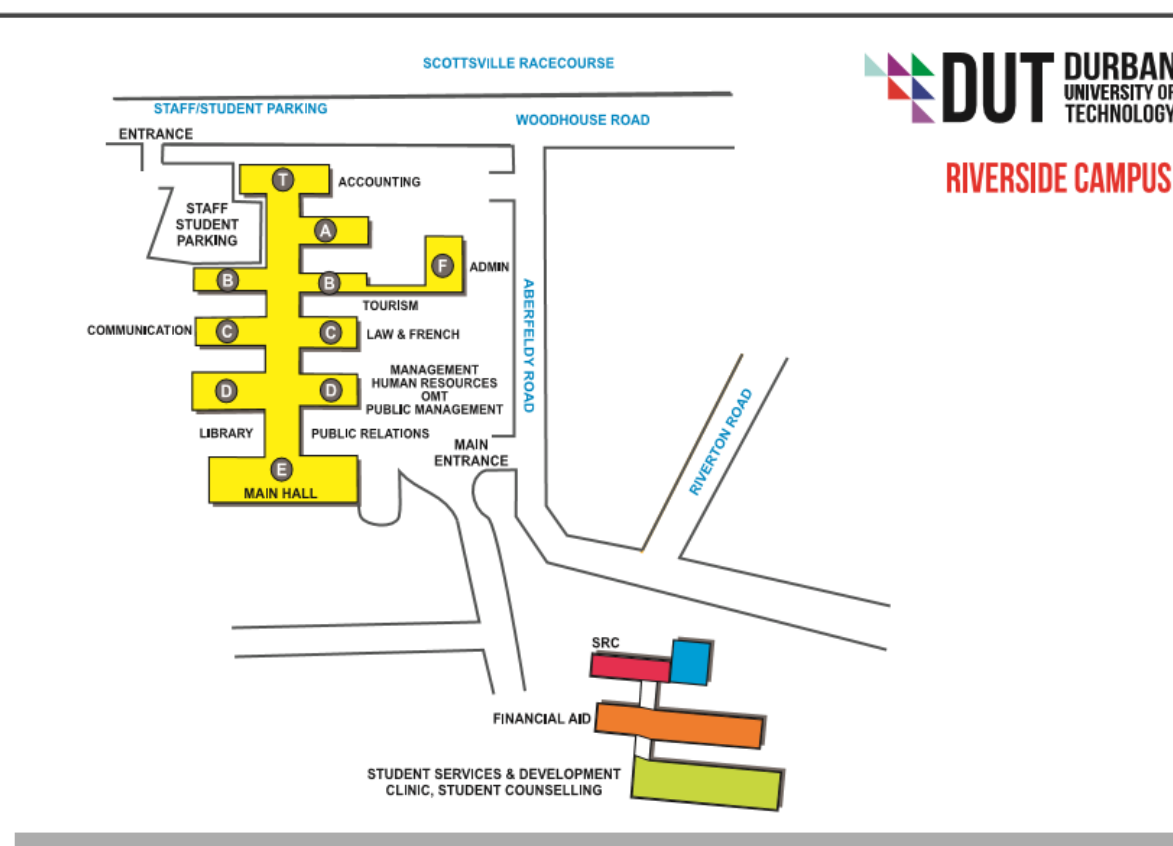 SCOTTSVILLE RACECOURSE
DUT
DURBAN
UNIVERSITY OF
TECHNOLOGY
RIVERSIDE CAMPUS
STAFF/STUDENT PARKING
WOODHOUSE ROAD
ENTRANCE
T
ACCOUNTING
STAFF
STUDENT
PARKING
A
B
B
F
ADMIN
TOURISM
ABERFELDY ROAD
COMMUNICATION
C
C
LAW & FRENCH
MANAGEMENT
HUMAN RESOURCES
OMT
PUBLIC MANAGEMENT
D
D
LIBRARY
PUBLIC RELATIONS
MAIN
ENTRANCE
RIVERTON ROAD
E
MAIN HALL
SRC
FINANCIAL AID
STUDENT SERVICES & DEVELOPMENT
CLINIC, STUDENT COUNSELLING